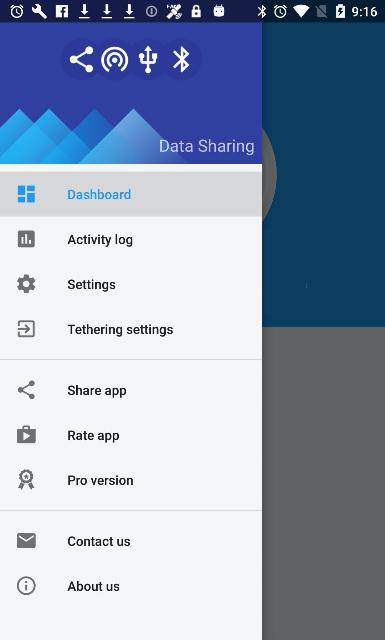 9:16
Data Sharing
Dashboard
Activity log
Settings
Tethering settings
Share app
Rate app
Pro version
Contact us
About us